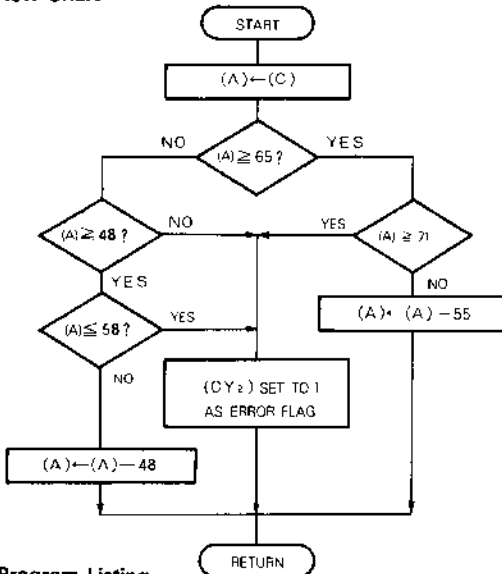 START
(A)←(C)
NO
YES
(A)≧65?
(A)≧48?
NO
YES
(A)≧71
YES
NO
(A)≦58?
YES
(A)← (A)−55
NO
(CY₂) SET TO 1
AS ERROR FLAG
(A)←(A)−48
RETURN
Program Listing